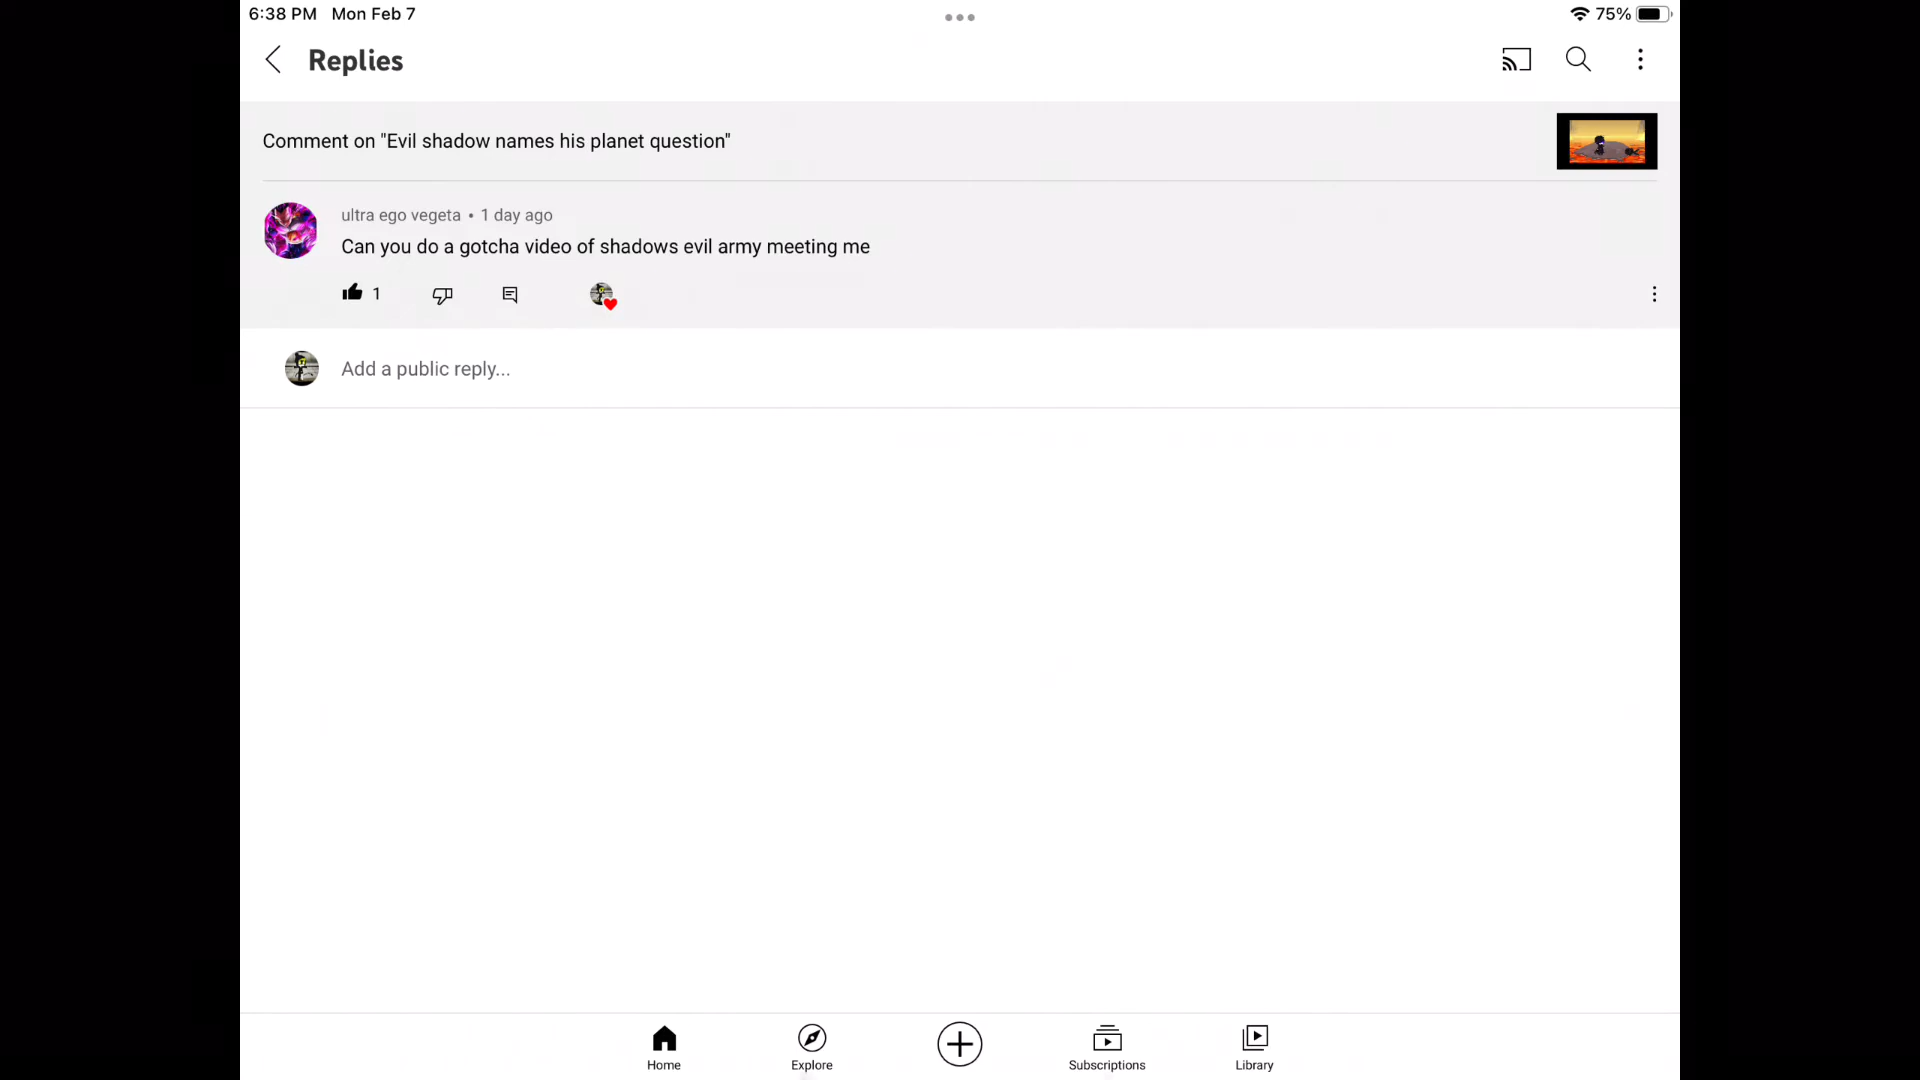 6:38 PM Mon Feb 7
75%
Replies
Comment on "Evil shadow names his planet question"
ultra ego vegeta • 1 day ago
Can you do a gotcha video of shadows evil army meeting me
1
Add a public reply...
Home Explore Subscriptions Library